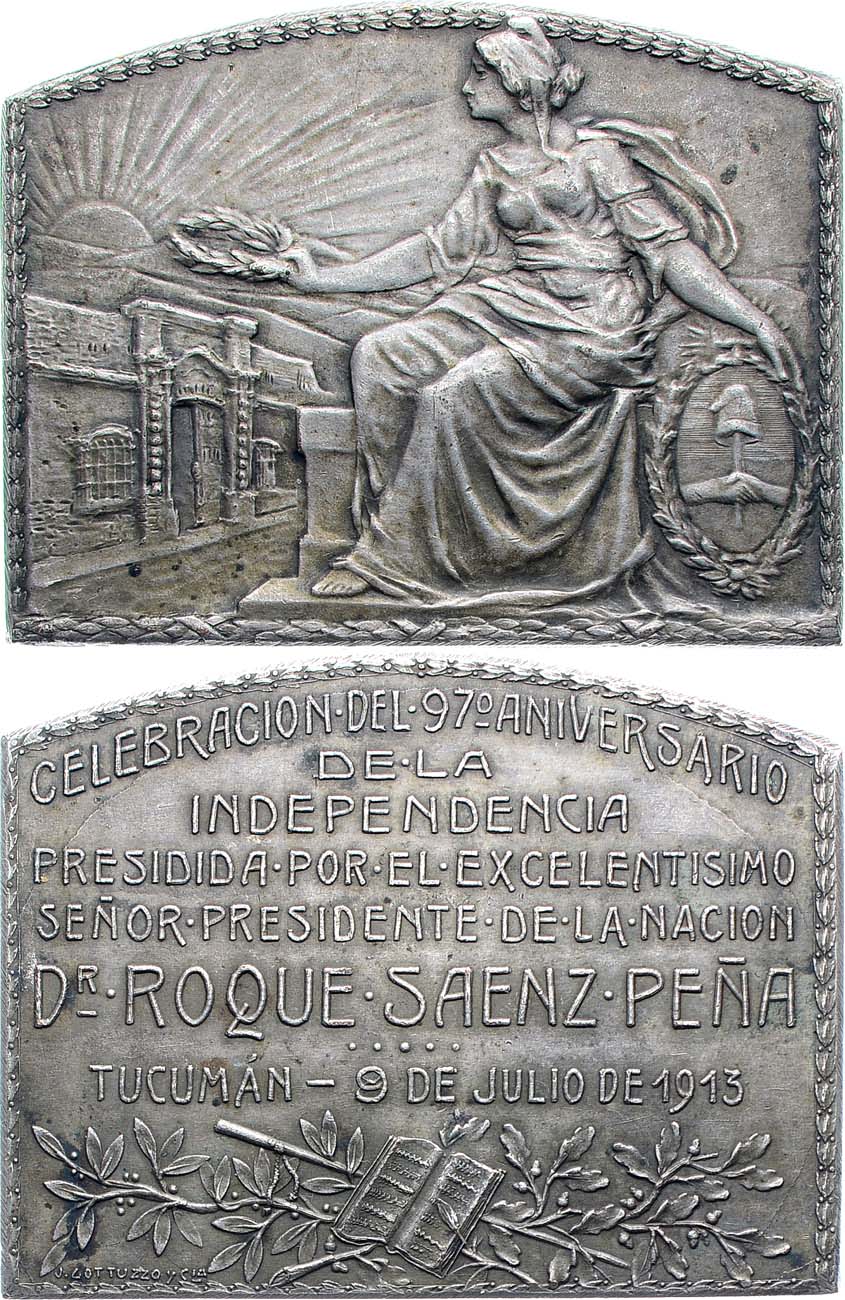 CELEBRACION·DEL·97º ANIVERSARIO
DE·LA
INDEPENDENCIA
PRESIDIDA·POR·EL·EXCELENTISIMO
SEÑOR·PRESIDENTE·DE·LA·NACION
DR·ROQUE·SAENZ·PEÑA
TUCUMÁN – 9 DE JULIO DE 1913
J. GOTTUZZO Y CIA